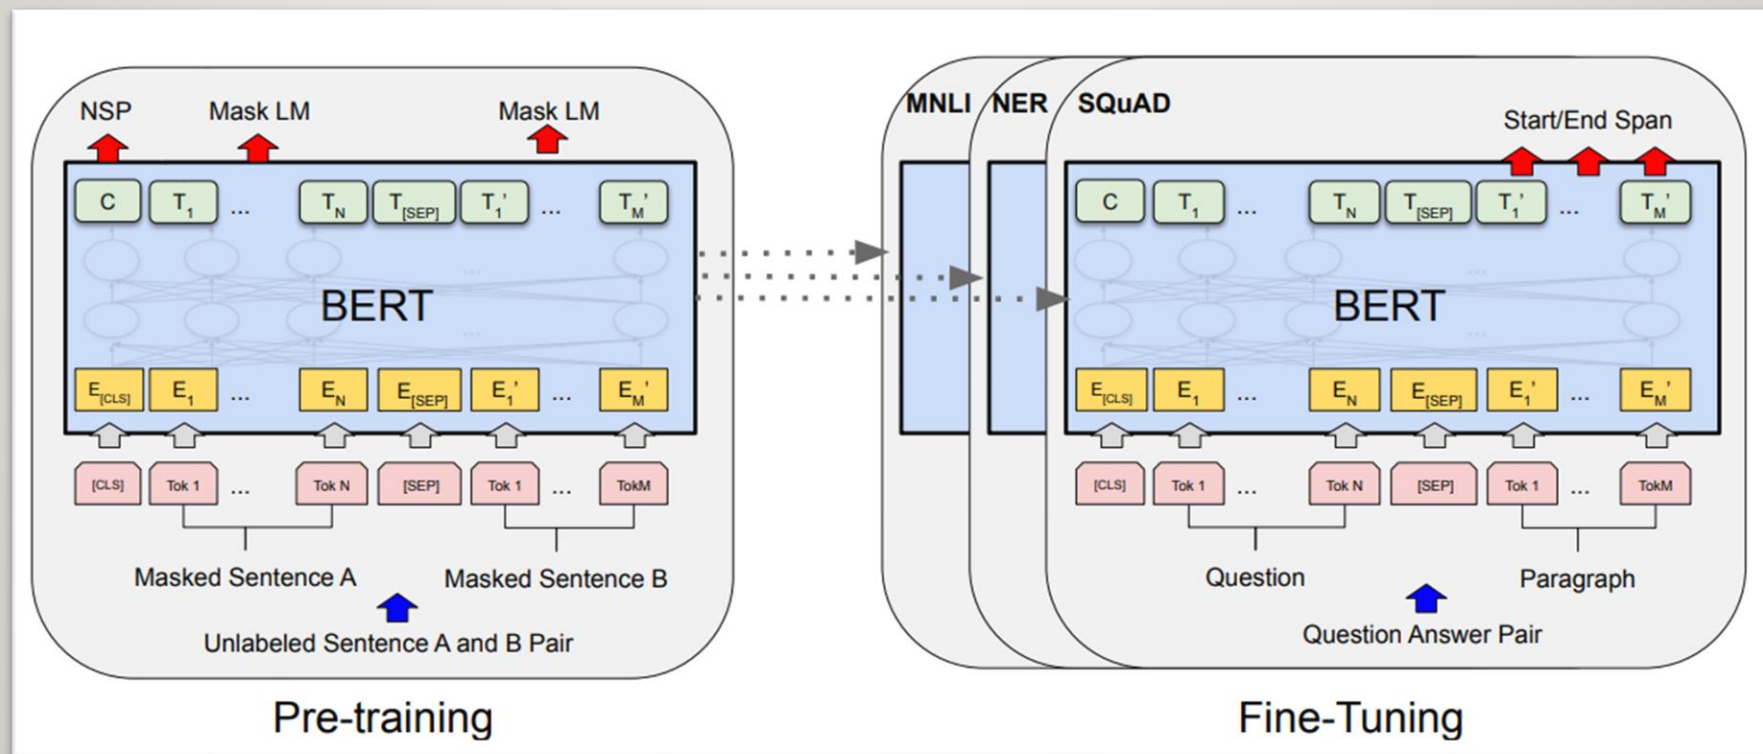 NSP Mask LM Mask LM
C T1 ... TN T[SEP] T1’ ... TM’
...
BERT
...
E[CLS] E1 ... EN E[SEP] E1’ ... EM’
[CLS] Tok 1 ... Tok N [SEP] Tok 1 ... TokM
Masked Sentence A Masked Sentence B
Unlabeled Sentence A and B Pair
Pre-training
MNLI NER SQuAD
Start/End Span
C T1 ... TN T[SEP] T1’ ... TM’
...
BERT
...
E[CLS] E1 ... EN E[SEP] E1’ ... EM’
[CLS] Tok 1 ... Tok N [SEP] Tok 1 ... TokM
Question Paragraph
Question Answer Pair
Fine-Tuning